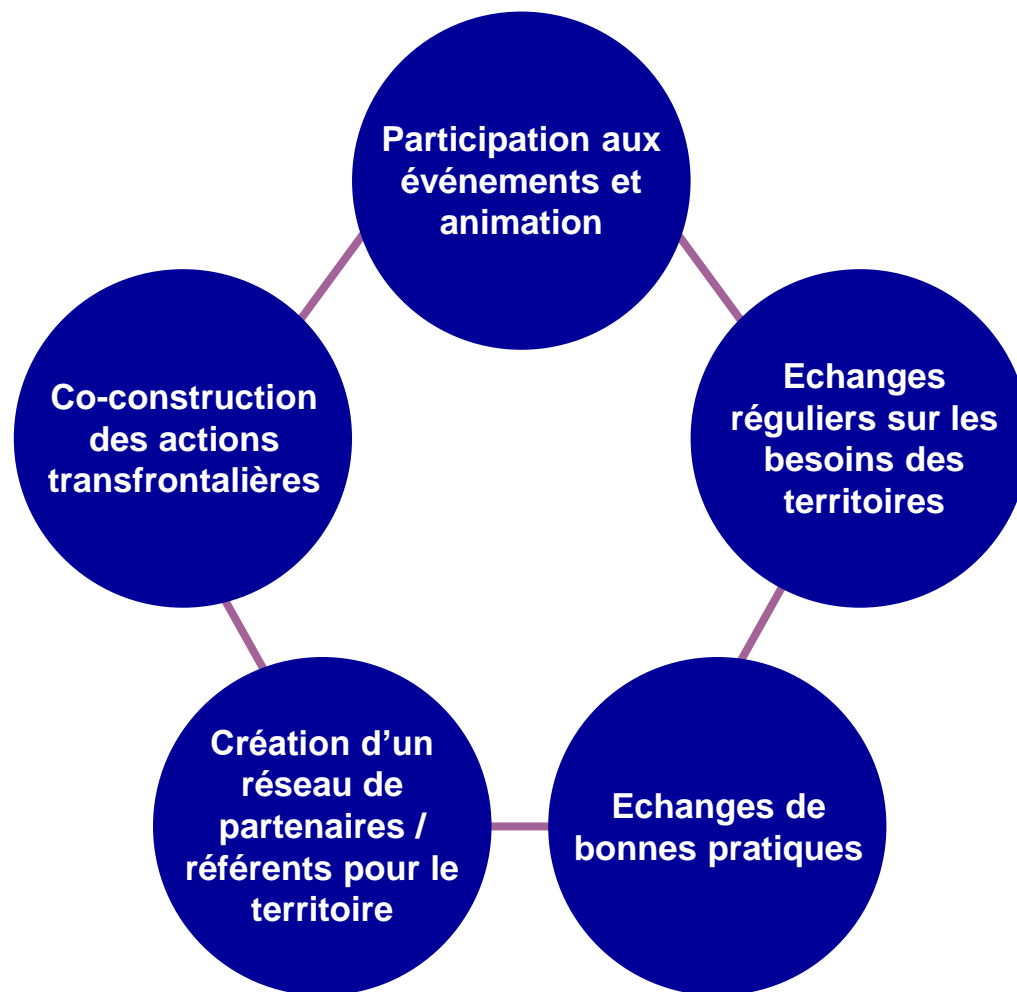 Participation aux
événements et
animation
Echanges
réguliers sur les
besoins des
territoires
Echanges de
bonnes pratiques
Création d’un
réseau de
partenaires /
référents pour le
territoire
Co-construction
des actions
transfrontalières